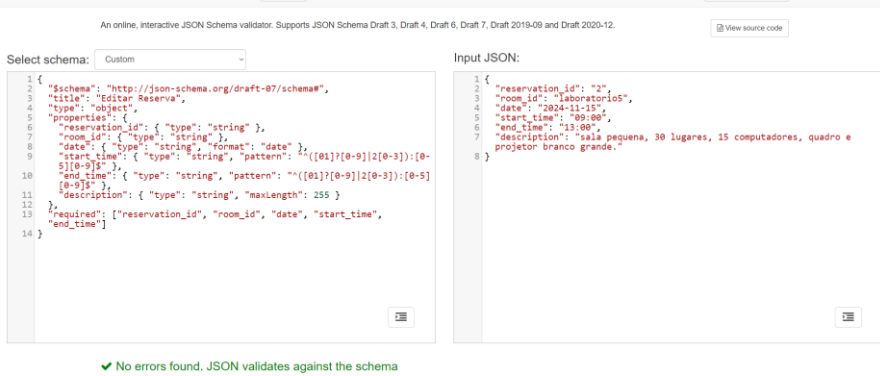 An online, interactive JSON Schema validator. Supports JSON Schema Draft 3, Draft 4, Draft 6, Draft 7, Draft 2019-09 and Draft 2020-12.
View source code
Select schema:
Custom
1 {
2 "$schema": "http://json-schema.org/draft-07/schema#",
3 "title": "Editar Reserva",
4 "type": "object",
5 "properties": {
6 "reservation_id": { "type": "string" },
7 "room_id": { "type": "string" },
8 "date": { "type": "string", "format": "date" },
9 "start_time": { "type": "string", "pattern": "^([01]?[0-9]|2[0-3]):[0-
5][0-9]$" },
10 "end_time": { "type": "string", "pattern": "^([01]?[0-9]|2[0-3]):[0-5]
[0-9]$" },
11 "description": { "type": "string", "maxLength": 255 }
12 },
13 "required": ["reservation_id", "room_id", "date", "start_time",
"end_time"]
14 }
Input JSON:
1 {
2 "reservation_id": "2",
3 "room_id": "laboratorio5",
4 "date": "2024-11-15",
5 "start_time": "09:00",
6 "end_time": "13:00",
7 "description": "sala pequena, 30 lugares, 15 computadores, quadro e
projetor branco grande."
8 }
No errors found. JSON validates against the schema